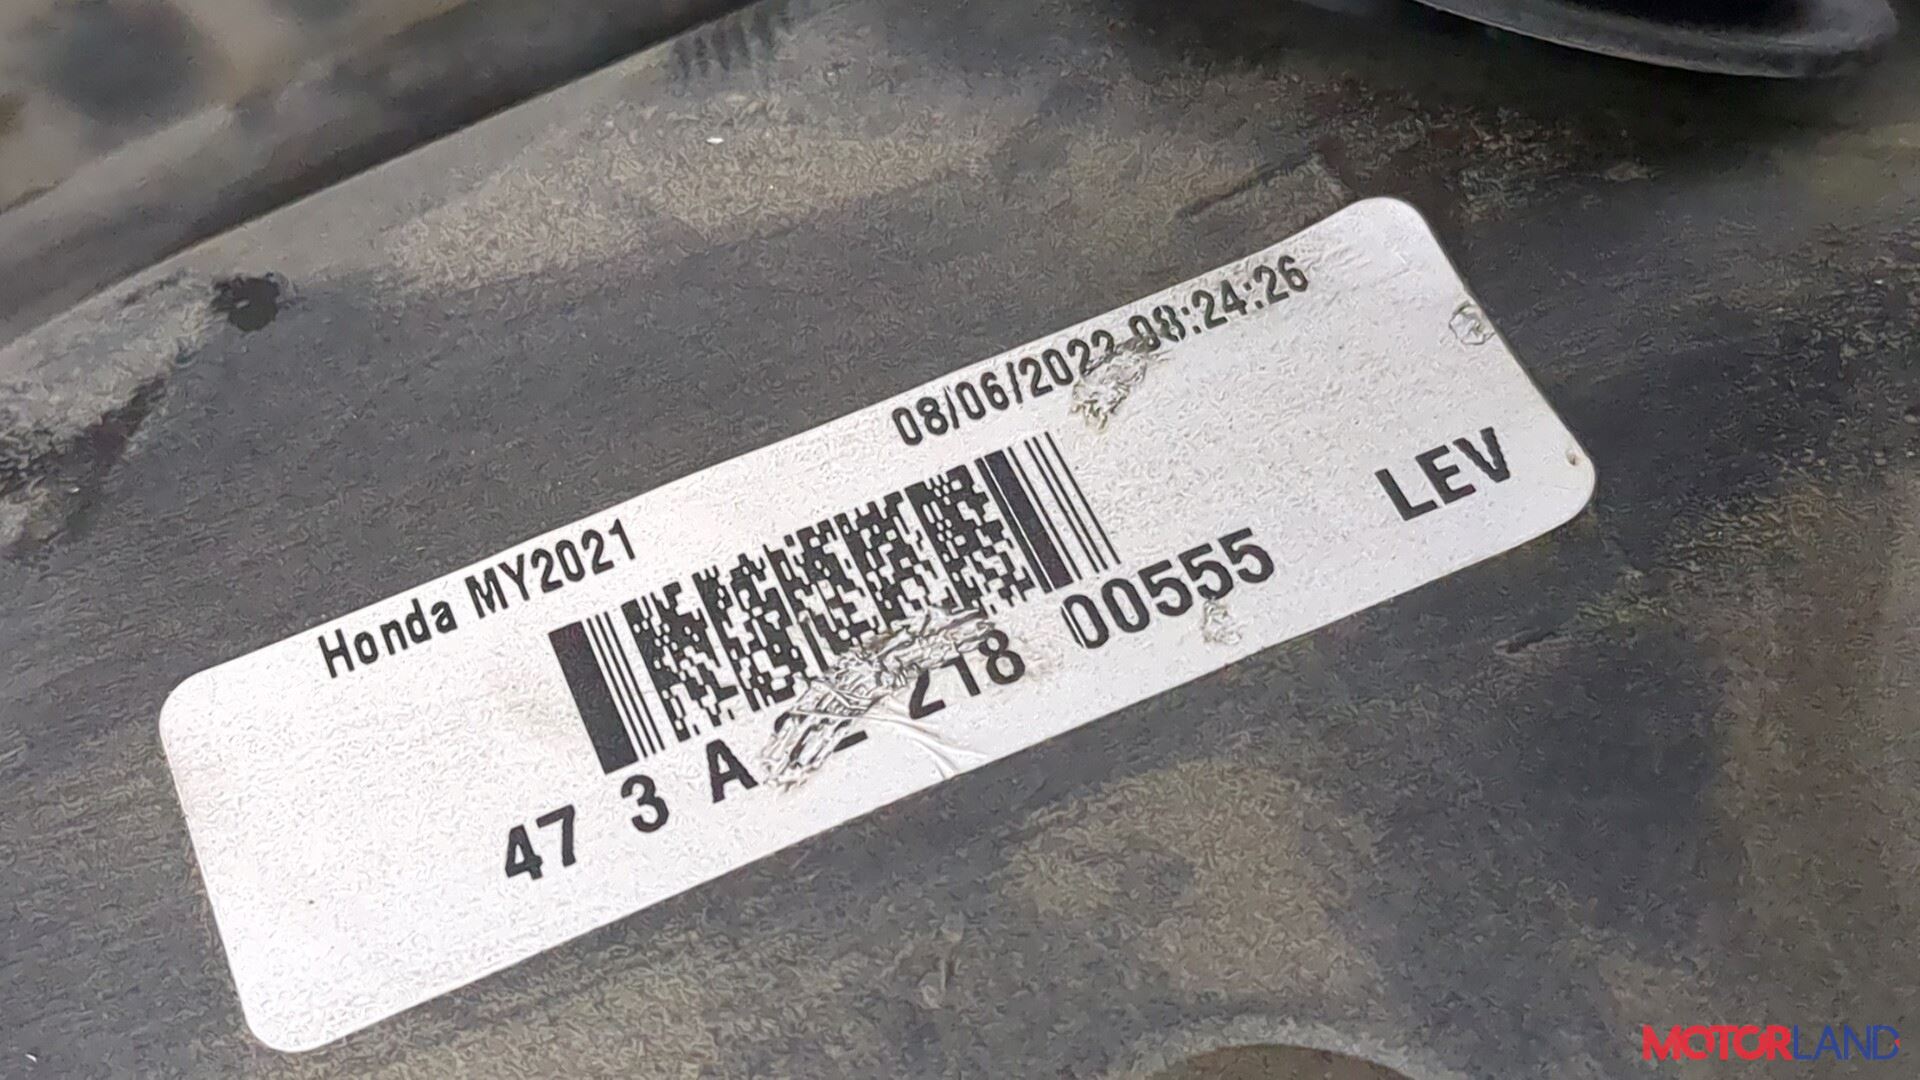 Honda MY2021
08/06/2022 08:24:26
47 3 A 218 00555
LEV
MOTORLAND